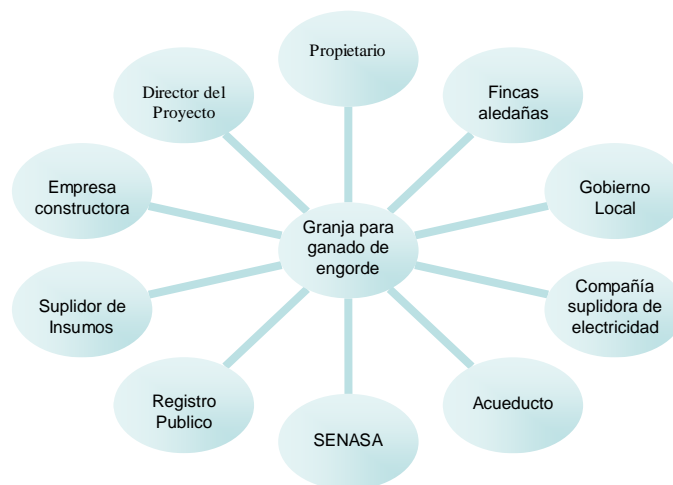 Propietario
Director del
Proyecto
Fincas
aledañas
Empresa
constructora
Gobierno
Local
Granja para
ganado de
engorde
Suplidor de
Insumos
Compañía
suplidora de
electricidad
Registro
Publico
Acueducto
SENASA